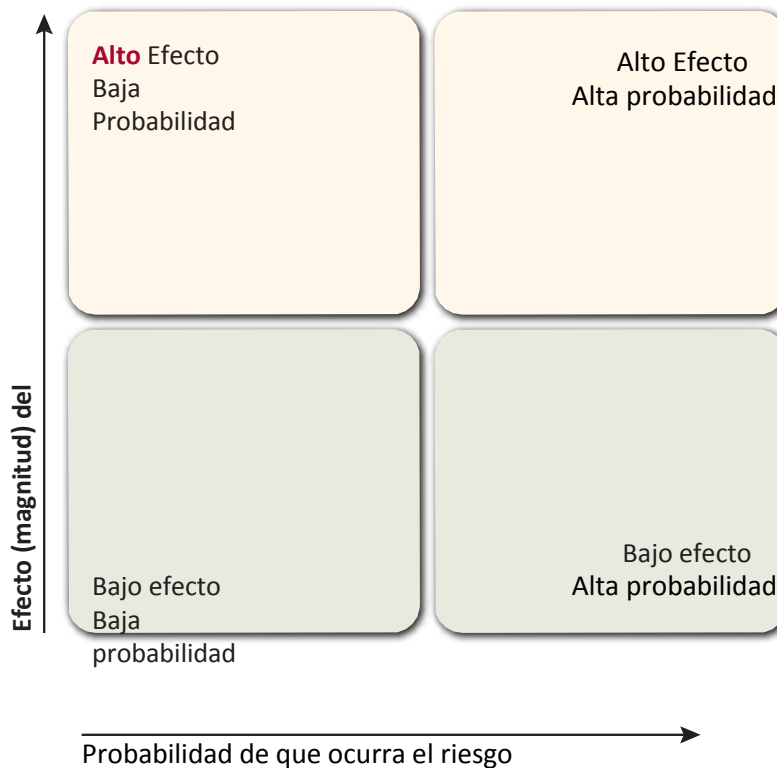 Alto Efecto
Baja
Probabilidad
Alto Efecto
Alta probabilidad
Efecto (magnitud) del
Bajo efecto
Baja
probabilidad
Bajo efecto
Alta probabilidad
Probabilidad de que ocurra el riesgo